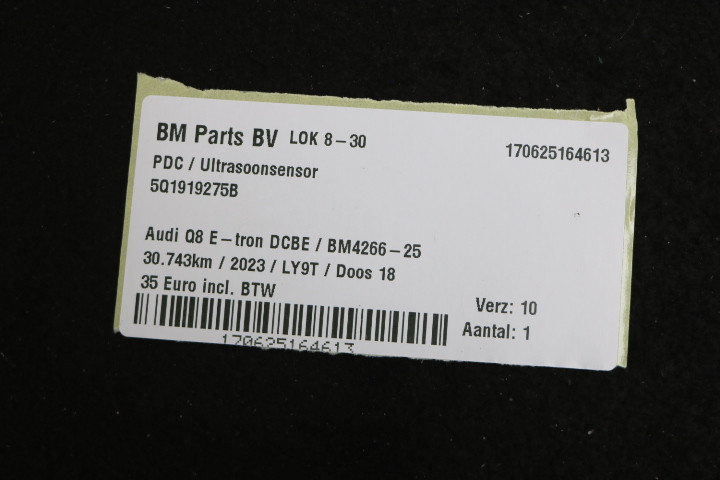 BM Parts BV LOK 8-30 170625164613
PDC / Ultrasoonsensor
5Q1919275B
Audi Q8 E-tron DCBE / BM4266-25
30.743km / 2023 / LY9T / Doos 18
35 Euro incl. BTW
Verz: 10
Aantal: 1
170625164613